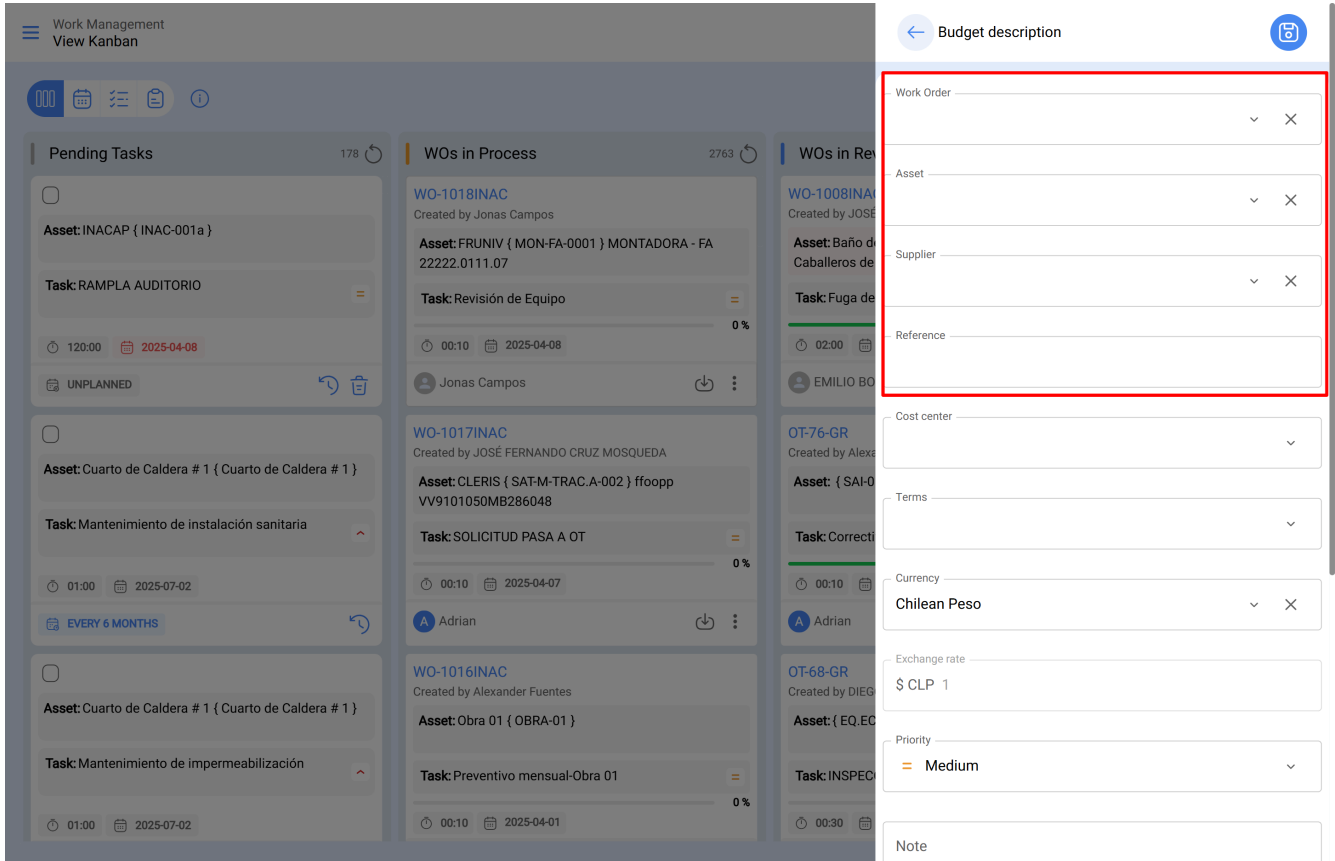 Work Management
View Kanban
Pending Tasks
178
Asset: INACAP { INAC-001a }
Task: RAMPLA AUDITORIO
120:00
2025-04-08
UNPLANNED
Asset: Cuarto de Caldera # 1 { Cuarto de Caldera # 1 }
Task: Mantenimiento de instalación sanitaria
01:00
2025-07-02
EVERY 6 MONTHS
Asset: Cuarto de Caldera # 1 { Cuarto de Caldera # 1 }
Task: Mantenimiento de impermeabilización
01:00
2025-07-02
WOs in Process
2763
WO-1018INAC
Created by Jonas Campos
Asset: FRUNIV { MON-FA-0001 } MONTADORA - FA
22222.0111.07
Task: Revisión de Equipo
0 %
00:10
2025-04-08
Jonas Campos
WO-1017INAC
Created by JOSÉ FERNANDO CRUZ MOSQUEDA
Asset: CLERIS { SAT-M-TRAC.A-002 } ffoopp
VV9101050MB286048
Task: SOLICITUD PASA A OT
0 %
00:10
2025-04-07
A Adrian
WO-1016INAC
Created by Alexander Fuentes
Asset: Obra 01 { OBRA-01 }
Task: Preventivo mensual-Obra 01
0 %
00:10
2025-04-01
WOs in Rev
WO-1008INA
Created by JOSÉ
Asset: Baño d
Caballeros de
Task: Fuga de
02:00
EMILIO BO
OT-76-GR
Created by Alexa
Asset: { SAI-0
Task: Correcti
00:10
A Adrian
OT-68-GR
Created by DIEG
Asset: { EQ.EC
Task: INSPEC
00:30
Budget description
Work Order
Asset
Supplier
Reference
Cost center
Terms
Currency
Chilean Peso
Exchange rate
$ CLP 1
Priority
Medium
Note